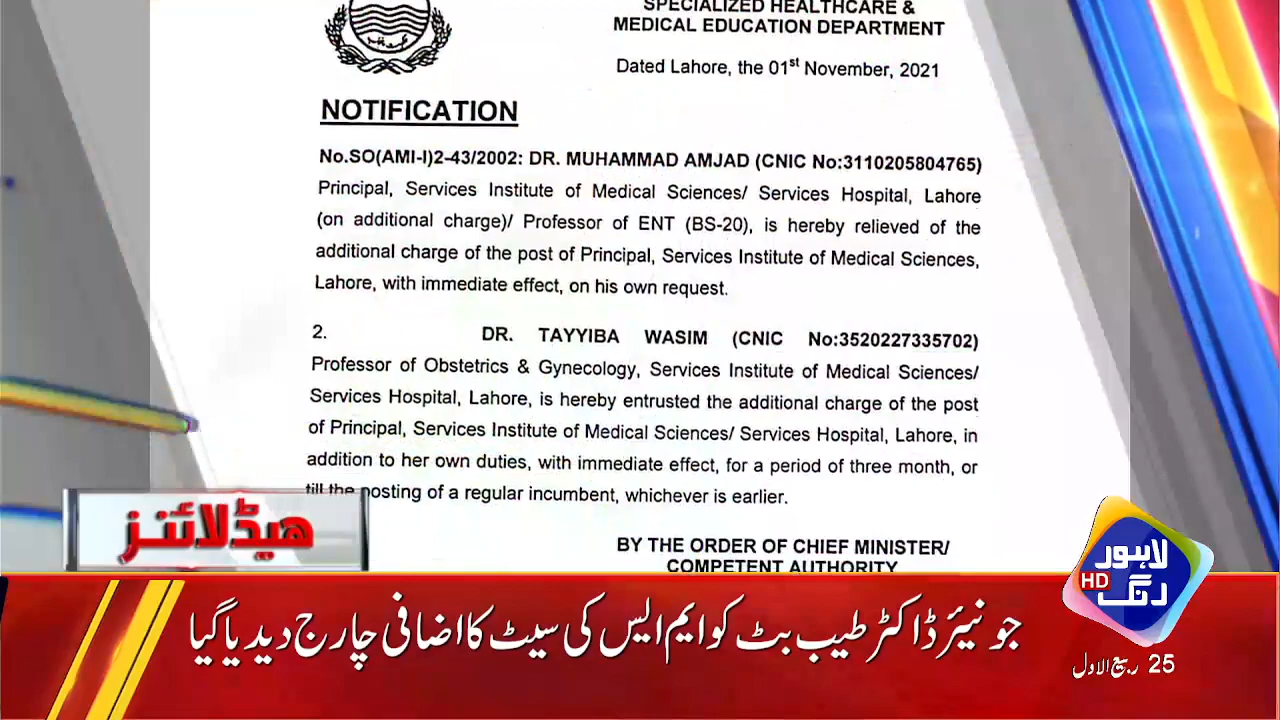 SPECIALIZED HEALTHCARE &
MEDICAL EDUCATION DEPARTMENT
Dated Lahore, the 01st November, 2021
NOTIFICATION
No.SO(AMI-I)2-43/2002: DR. MUHAMMAD AMJAD (CNIC No:3110205804765)
Principal, Services Institute of Medical Sciences/ Services Hospital, Lahore
(on additional charge)/ Professor of ENT (BS-20), is hereby relieved of the
additional charge of the post of Principal, Services Institute of Medical Sciences,
Lahore, with immediate effect, on his own request.
2. DR. TAYYIBA WASIM (CNIC No:3520227335702)
Professor of Obstetrics & Gynecology, Services Institute of Medical Sciences/
Services Hospital, Lahore, is hereby entrusted the additional charge of the post
of Principal, Services Institute of Medical Sciences/ Services Hospital, Lahore, in
addition to her own duties, with immediate effect, for a period of three month, or
till the posting of a regular incumbent, whichever is earlier.
BY THE ORDER OF CHIEF MINISTER/
COMPETENT AUTHORITY
ہیڈلائنز
لاہور
رنگ HD
جونیئر ڈاکٹر طیب بٹ کو ایم ایس کی سیٹ کا اضافی چارج دیدیا گیا
25 ربیع الاول